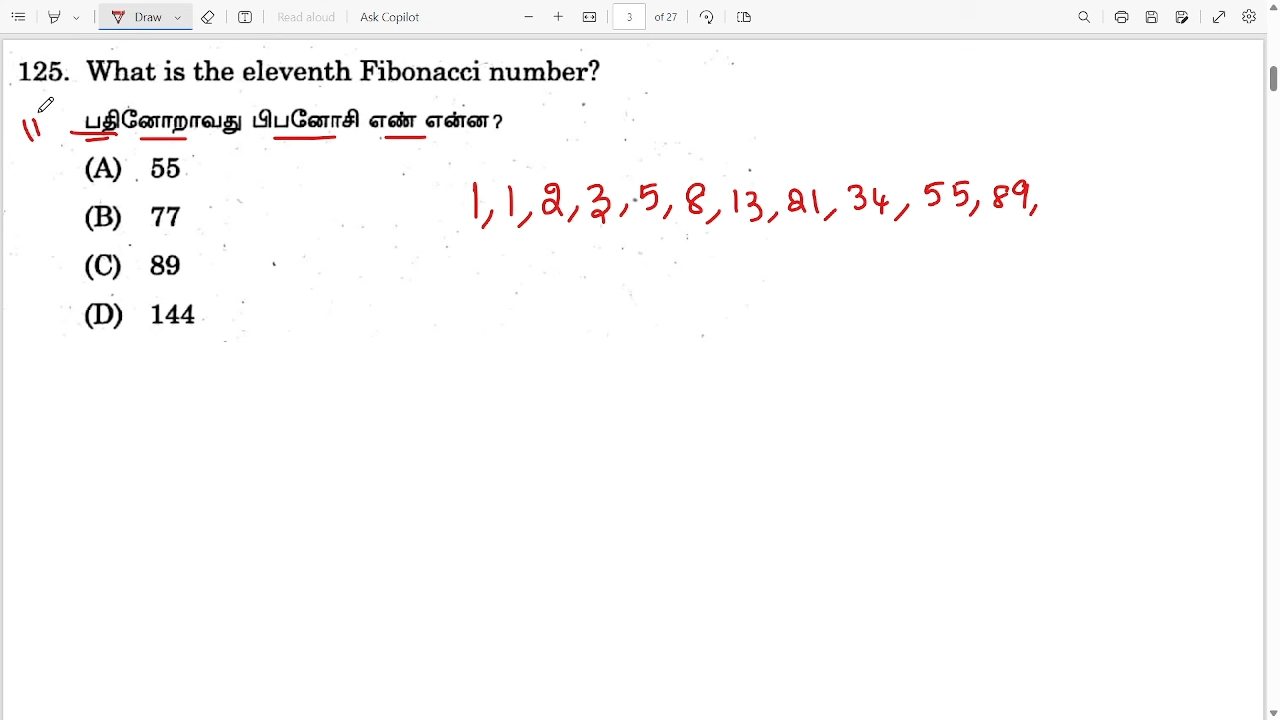 Draw Read aloud Ask Copilot 3 of 27
125. What is the eleventh Fibonacci number?
11 பதினோறாவது பிபனோசி எண் என்ன?
(A) 55
1, 1, 2, 3, 5, 8, 13, 21, 34, 55, 89,
(B) 77
(C) 89
(D) 144